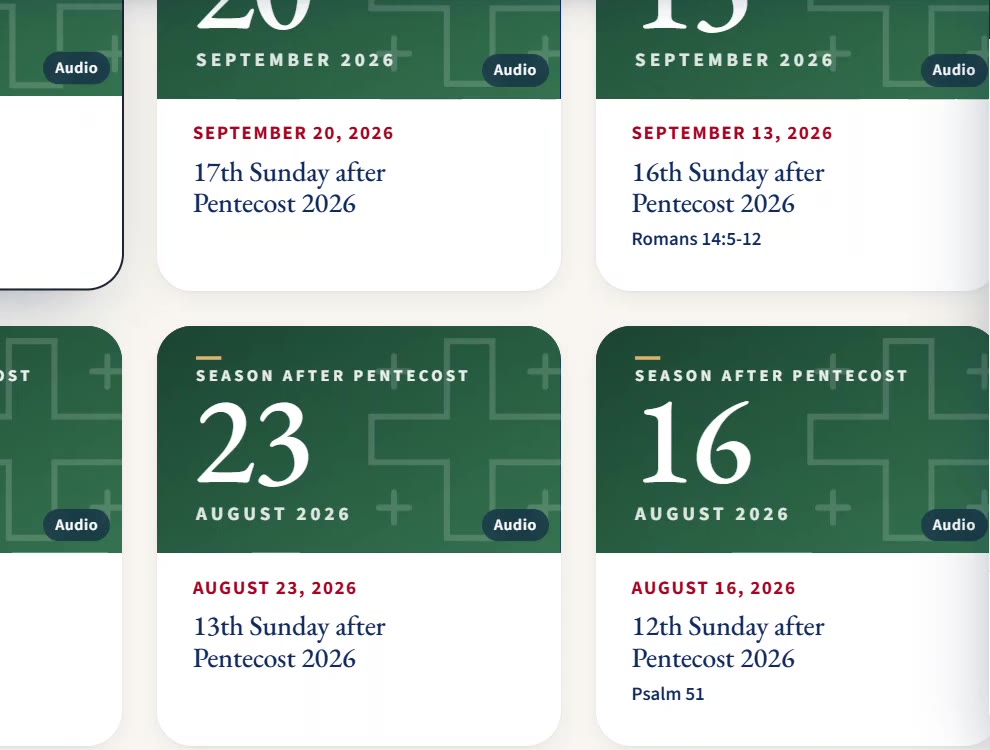 20
15
SEPTEMBER 2026
SEPTEMBER 2026
Audio
Audio
Audio
SEPTEMBER 20, 2026
SEPTEMBER 13, 2026
17th Sunday after
Pentecost 2026
16th Sunday after
Pentecost 2026
Romans 14:5-12
OST
SEASON AFTER PENTECOST
SEASON AFTER PENTECOST
23
16
AUGUST 2026
AUGUST 2026
Audio
Audio
Audio
AUGUST 23, 2026
AUGUST 16, 2026
13th Sunday after
Pentecost 2026
12th Sunday after
Pentecost 2026
Psalm 51